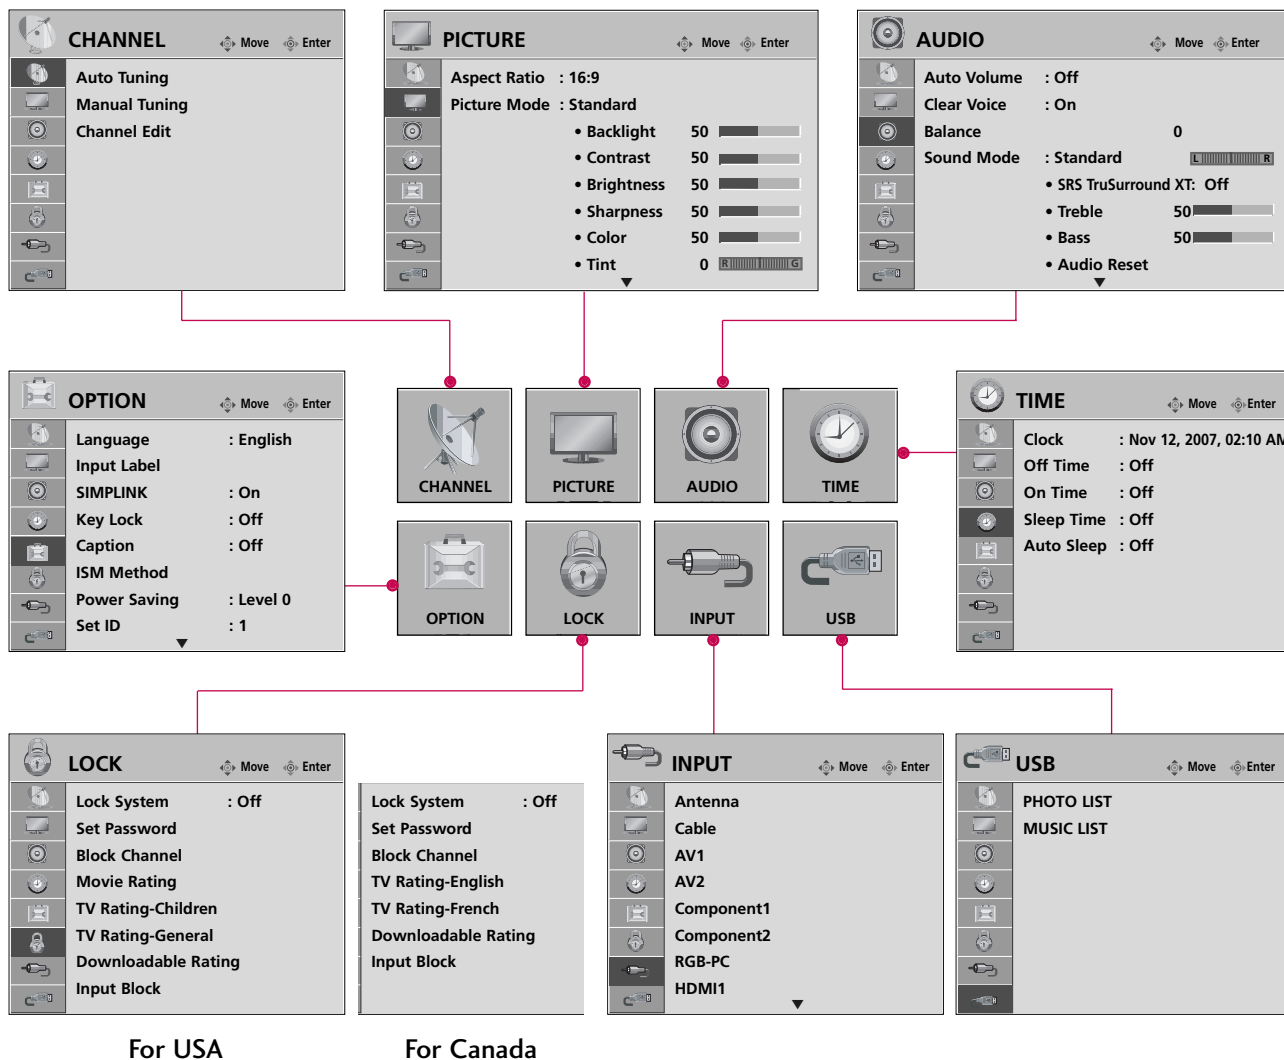 CHANNEL Move Enter
Auto Tuning
Manual Tuning
Channel Edit
PICTURE Move Enter
Aspect Ratio : 16:9
Picture Mode : Standard
• Backlight 50
• Contrast 50
• Brightness 50
• Sharpness 50
• Color 50
• Tint 0 R G
AUDIO Move Enter
Auto Volume : Off
Clear Voice : On
Balance 0
Sound Mode : Standard L R
• SRS TruSurround XT: Off
• Treble 50
• Bass 50
• Audio Reset
OPTION Move Enter
Language : English
Input Label
SIMPLINK : On
Key Lock : Off
Caption : Off
ISM Method
Power Saving : Level 0
Set ID : 1
CHANNEL
PICTURE
AUDIO
TIME
OPTION
LOCK
INPUT
USB
TIME Move Enter
Clock : Nov 12, 2007, 02:10 AM
Off Time : Off
On Time : Off
Sleep Time : Off
Auto Sleep : Off
LOCK Move Enter
Lock System : Off
Set Password
Block Channel
Movie Rating
TV Rating-Children
TV Rating-General
Downloadable Rating
Input Block
For USA
Lock System : Off
Set Password
Block Channel
TV Rating-English
TV Rating-French
Downloadable Rating
Input Block
For Canada
INPUT Move Enter
Antenna
Cable
AV1
AV2
Component1
Component2
RGB-PC
HDMI1
USB Move Enter
PHOTO LIST
MUSIC LIST